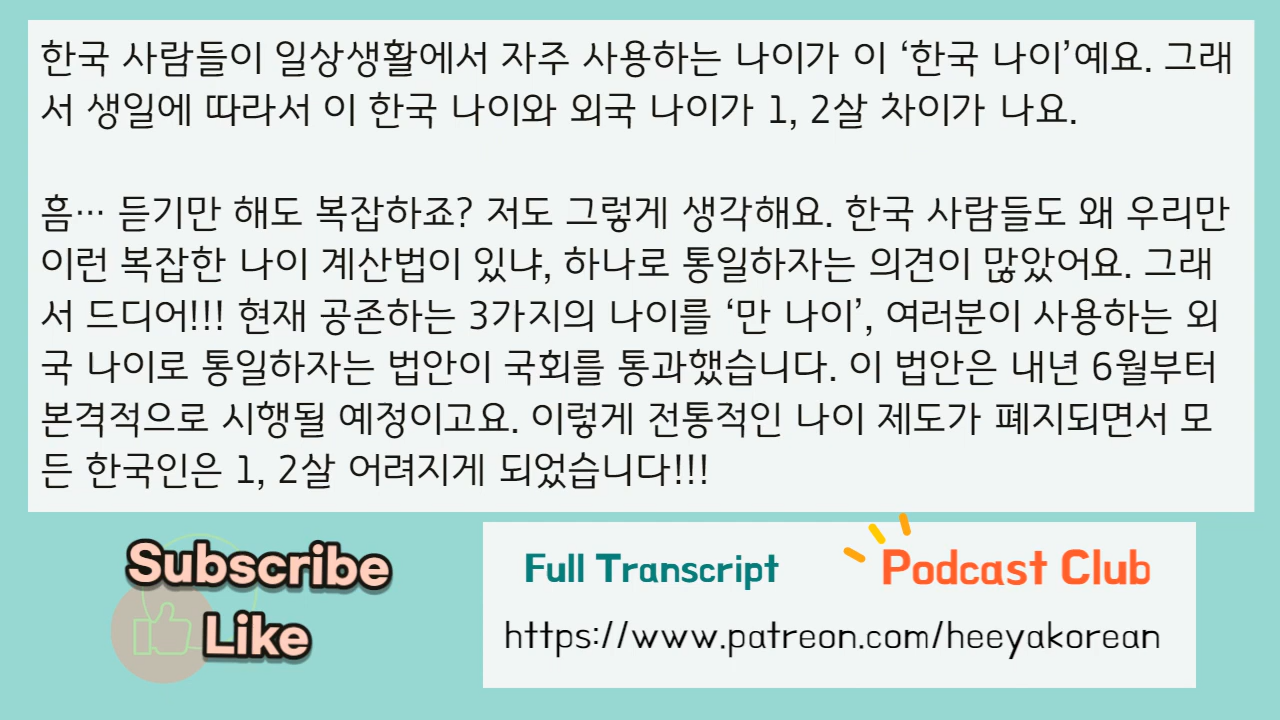 한국 사람들이 일상생활에서 자주 사용하는 나이가 이 ‘한국 나이’예요. 그래
서 생일에 따라서 이 한국 나이와 외국 나이가 1, 2살 차이가 나요.
흠… 듣기만 해도 복잡하죠? 저도 그렇게 생각해요. 한국 사람들도 왜 우리만
이런 복잡한 나이 계산법이 있냐, 하나로 통일하자는 의견이 많았어요. 그래
서 드디어!!! 현재 공존하는 3가지의 나이를 ‘만 나이’, 여러분이 사용하는 외
국 나이로 통일하자는 법안이 국회를 통과했습니다. 이 법안은 내년 6월부터
본격적으로 시행될 예정이고요. 이렇게 전통적인 나이 제도가 폐지되면서 모
든 한국인은 1, 2살 어려지게 되었습니다!!!
Subscribe
Like
Full Transcript
Podcast Club
https://www.patreon.com/heeyakorean